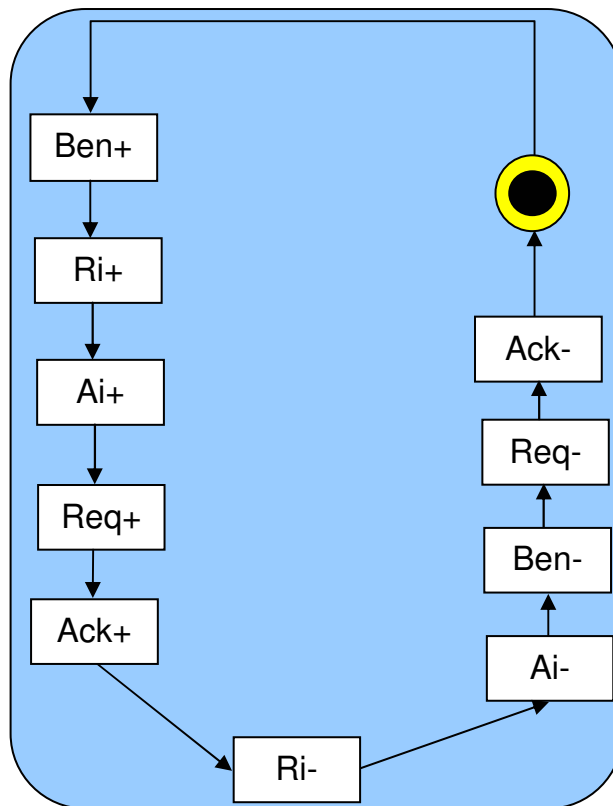 Ben+
Ri+
Ai+
Req+
Ack+
Ri-
Ai-
Ben-
Req-
Ack-